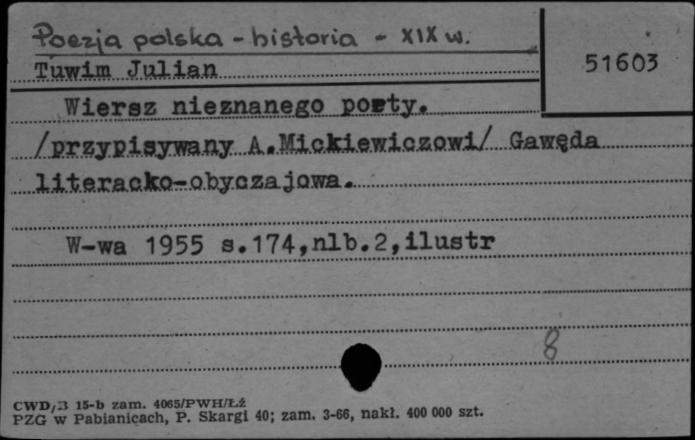 Poezja polska - historia - XIX w.
51603
Tuwim Julian
Wiersz nieznanego poety.
/przypisywany A.Mickiewiczowi/ Gawęda
literacko-obyczajowa.
W-wa 1955 s.174,nlb.2,ilustr
8
CWD/3 15-b zam. 4065/PWH/Łź
PZG w Pabianicach, P. Skargi 40; zam. 3-66, nakł. 400 000 szt.